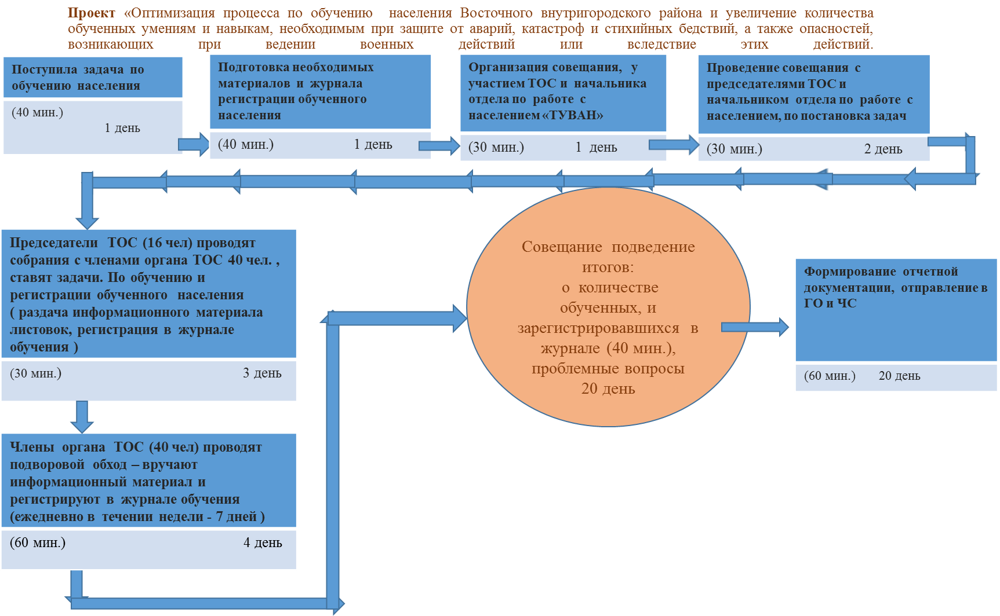 Проект «Оптимизация процесса по обучению населения Восточного внутригородского района и увеличение количества
обученных умениям и навыкам, необходимым при защите от аварий, катастроф и стихийных бедствий, а также опасностей,
возникающих при ведении военных действий или вследствие этих действий.
Поступила задача по
обучению населения
(40 мин.)
1 день
Подготовка необходимых
материалов и журнала
регистрации обученного
населения
(40 мин.) 1 день
Организация совещания, у
участием ТОС и начальника
отдела по работе с
населением «ТУВАН»
(30 мин.) 1 день
Проведение совещания с
председателями ТОС и
начальником отдела по работе с
населением, по постановка задач
(30 мин.) 2 день
Председатели ТОС (16 чел) проводят
собрания с членами органа ТОС 40 чел. ,
ставят задачи. По обучению и
регистрации обученного населения
( раздача информационного материала
листовок, регистрация в журнале
обучения )
(30 мин.) 3 день
Члены органа ТОС (40 чел) проводят
подворовой обход – вручают
информационный материал и
регистрируют в журнале обучения
(ежедневно в течении недели - 7 дней )
(60 мин.) 4 день
Совещание подведение
итогов:
о количестве
обученных, и
зарегистрировавшихся в
журнале (40 мин.),
проблемные вопросы
20 день
Формирование отчетной
документации, отправление в
ГО и ЧС
(60 мин.) 20 день